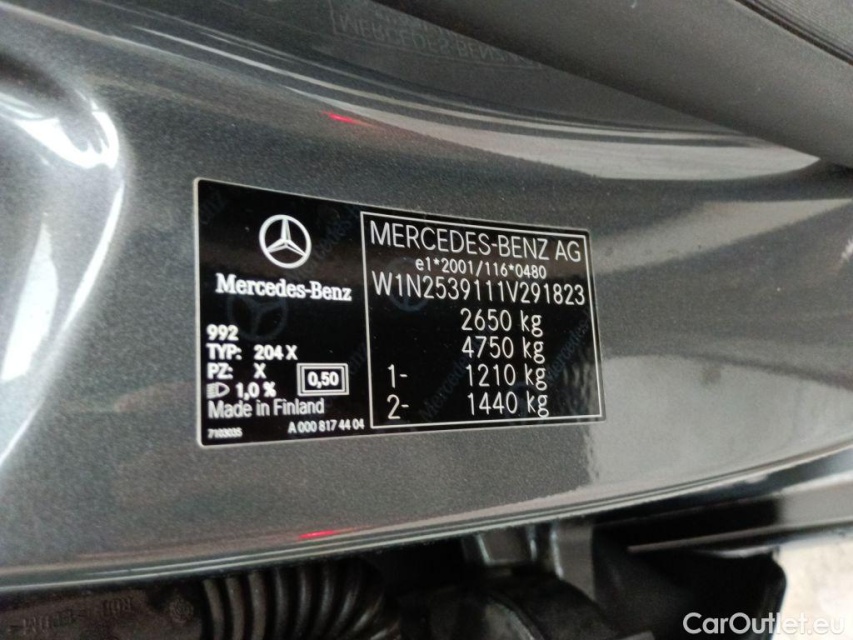 Mercedes-Benz
992
TYP: 204 X
PZ: X
1,0 %
0,50
Made in Finland
7103035
A 000 817 44 04
MERCEDES-BENZ AG
e1*2001/116*0480
W1N2539111V291823
2650 kg
4750 kg
1- 1210 kg
2- 1440 kg
CarOutlet.eu